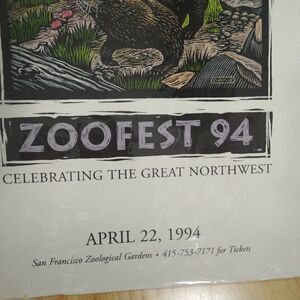 ZOOFEST 94
CELEBRATING THE GREAT NORTHWEST
APRIL 22, 1994
San Francisco Zoological Gardens • 415-753-7171 for Tickets